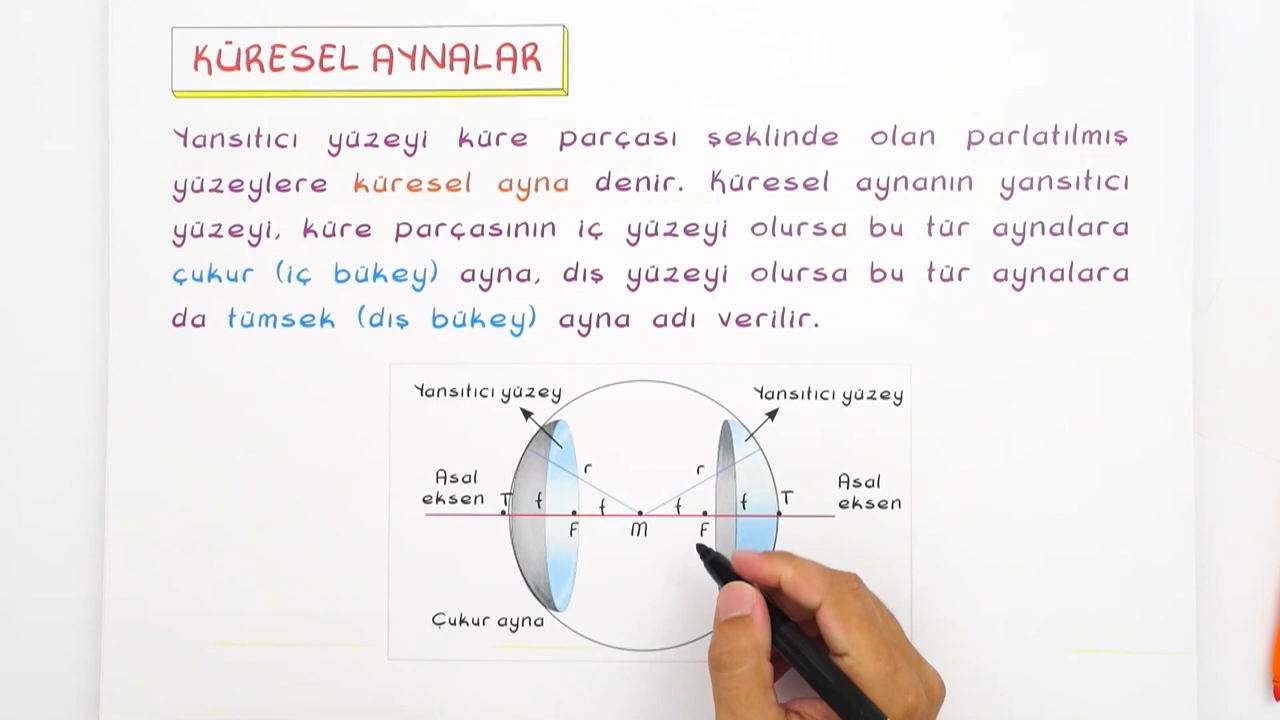 KÜRESEL AYNALAR
Yansıtıcı yüzeyi küre parçası şeklinde olan parlatılmış
yüzeylere küresel ayna denir. Küresel aynanın yansıtıcı
yüzeyi, küre parçasının iç yüzeyi olursa bu tür aynalara
çukur (iç bükey) ayna, dış yüzeyi olursa bu tür aynalara
da tümsek (dış bükey) ayna adı verilir.
Yansıtıcı yüzey
Yansıtıcı yüzey
r
r
Asal
eksen
T
f
f
f
f
T
Asal
eksen
F
M
F
Çukur ayna